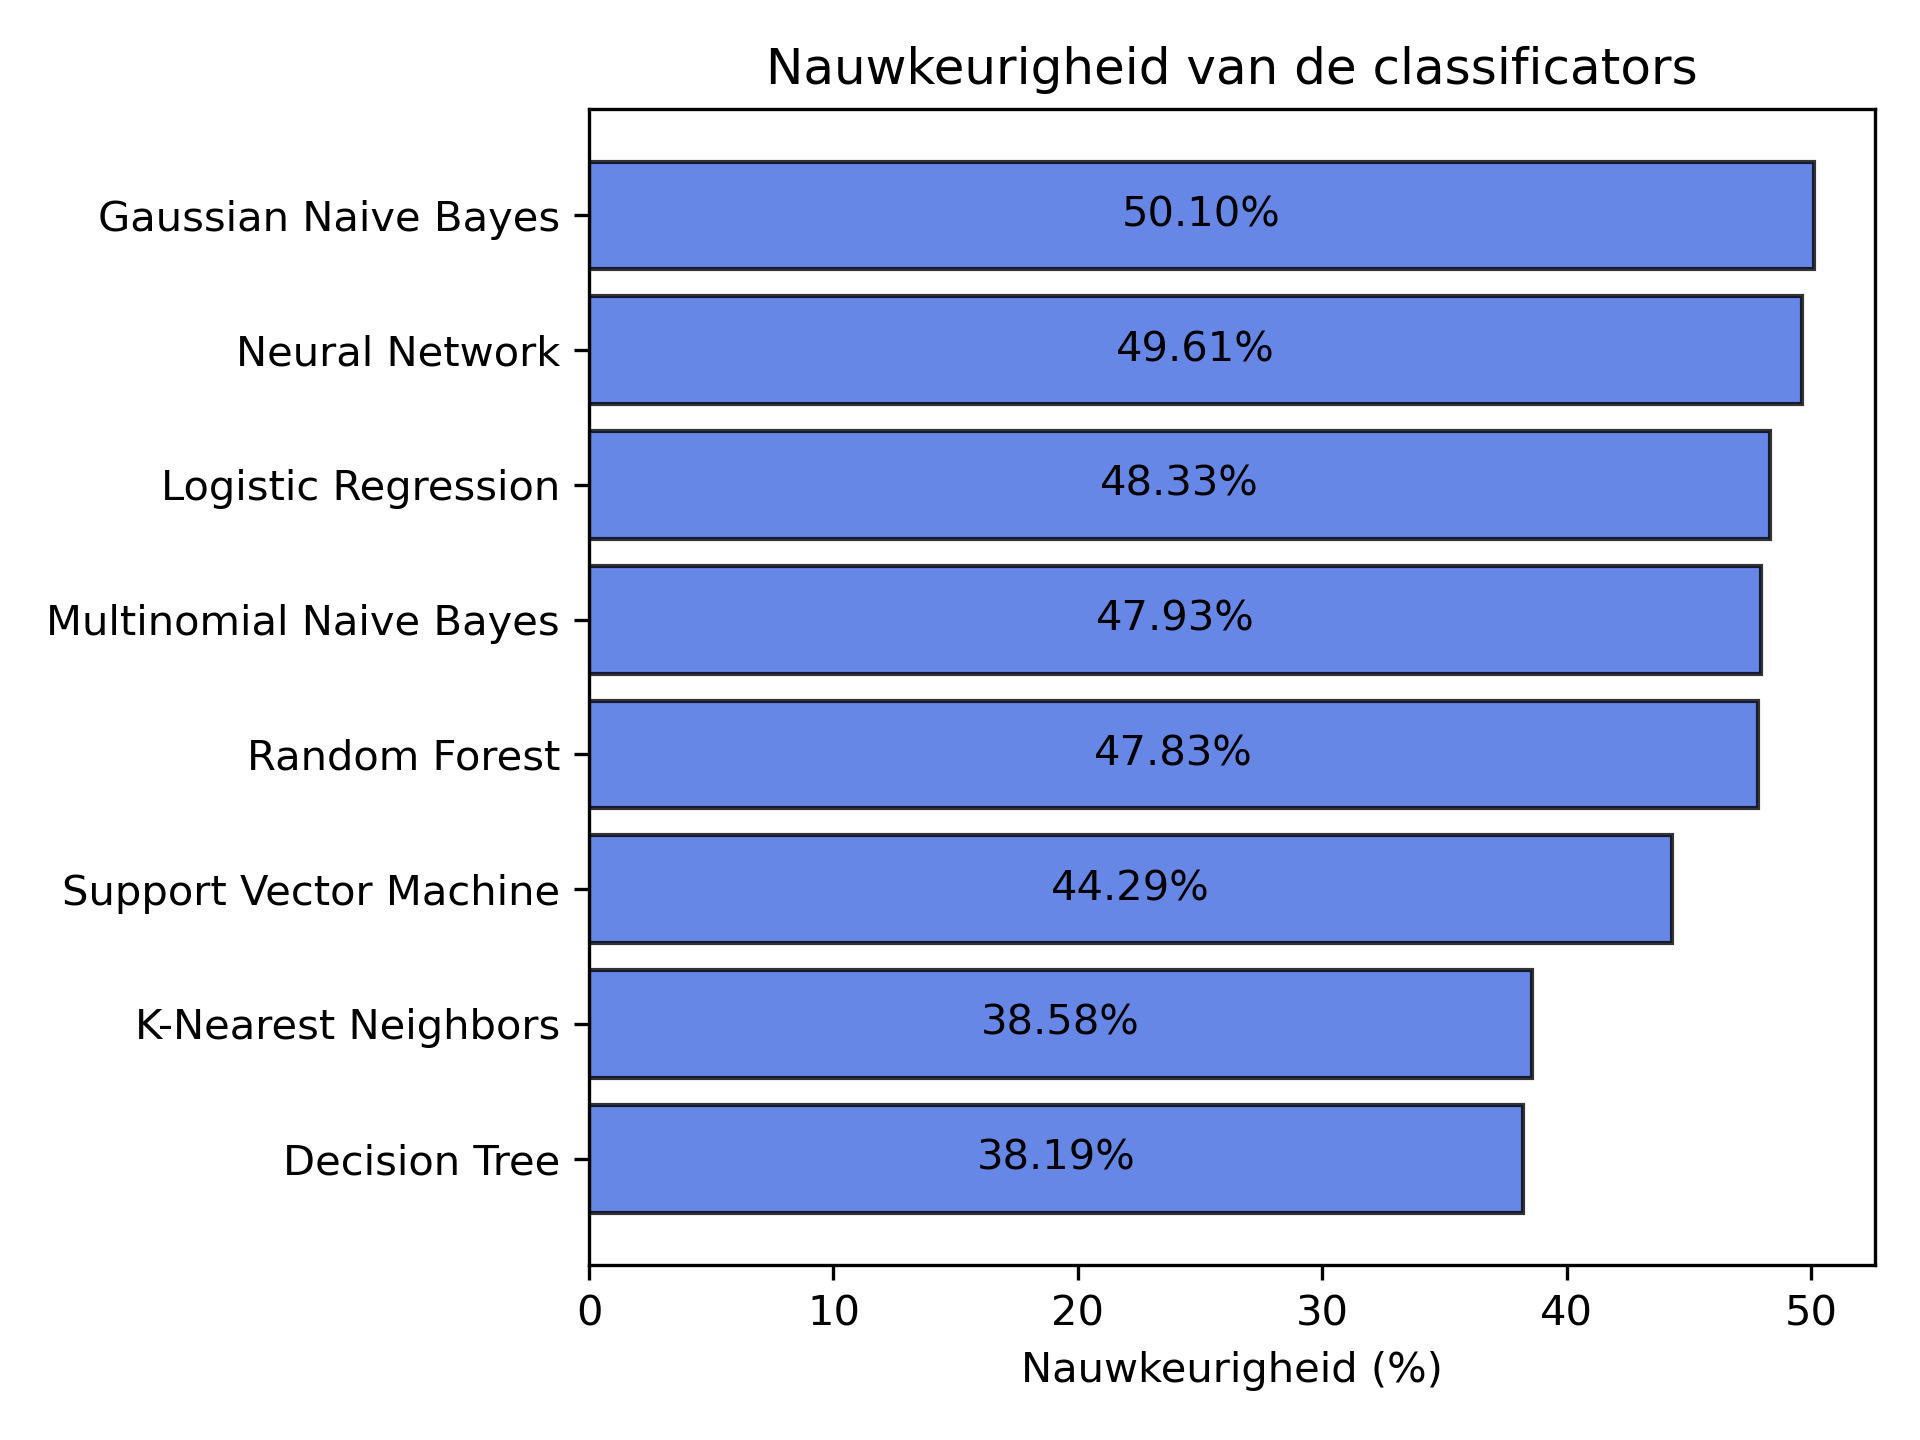 Nauwkeurigheid van de classificators
Gaussian Naive Bayes 50.10%
Neural Network 49.61%
Logistic Regression 48.33%
Multinomial Naive Bayes 47.93%
Random Forest 47.83%
Support Vector Machine 44.29%
K-Nearest Neighbors 38.58%
Decision Tree 38.19%
0 10 20 30 40 50
Nauwkeurigheid (%)